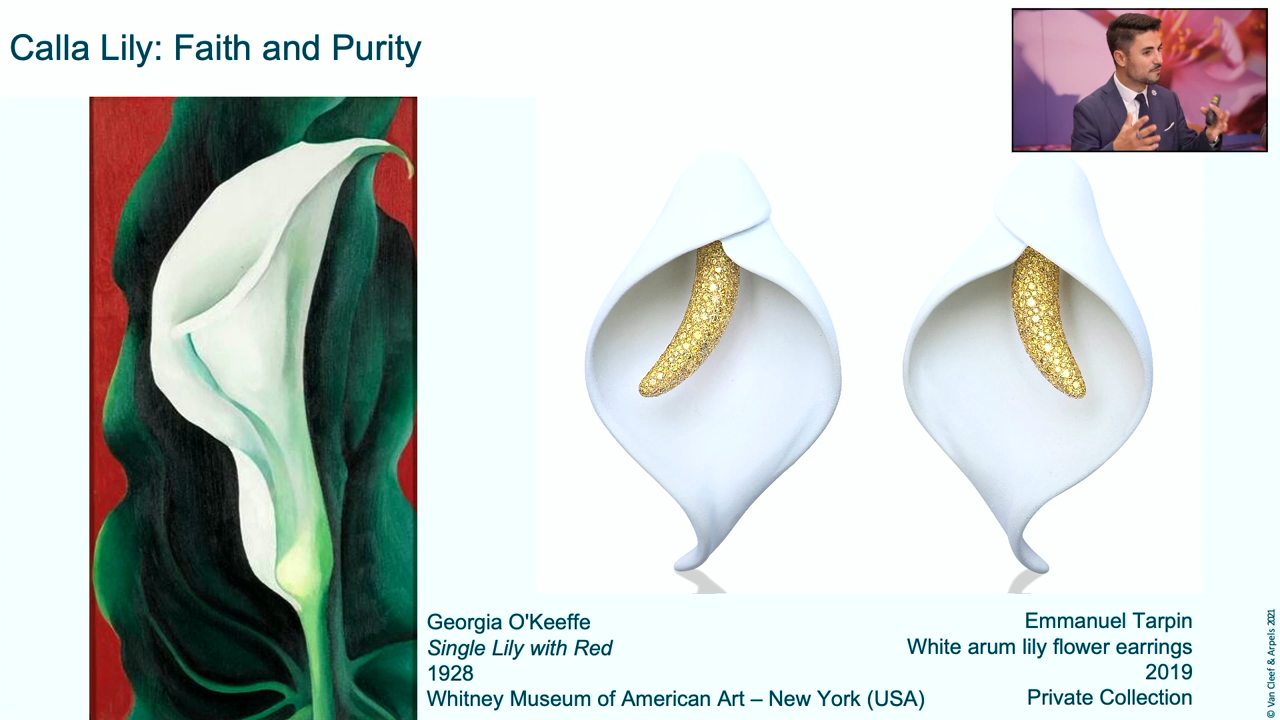 Calla Lily: Faith and Purity
Georgia O'Keeffe
Single Lily with Red
1928
Whitney Museum of American Art – New York (USA)
Emmanuel Tarpin
White arum lily flower earrings
2019
Private Collection
© Van Cleef & Arpels 2021